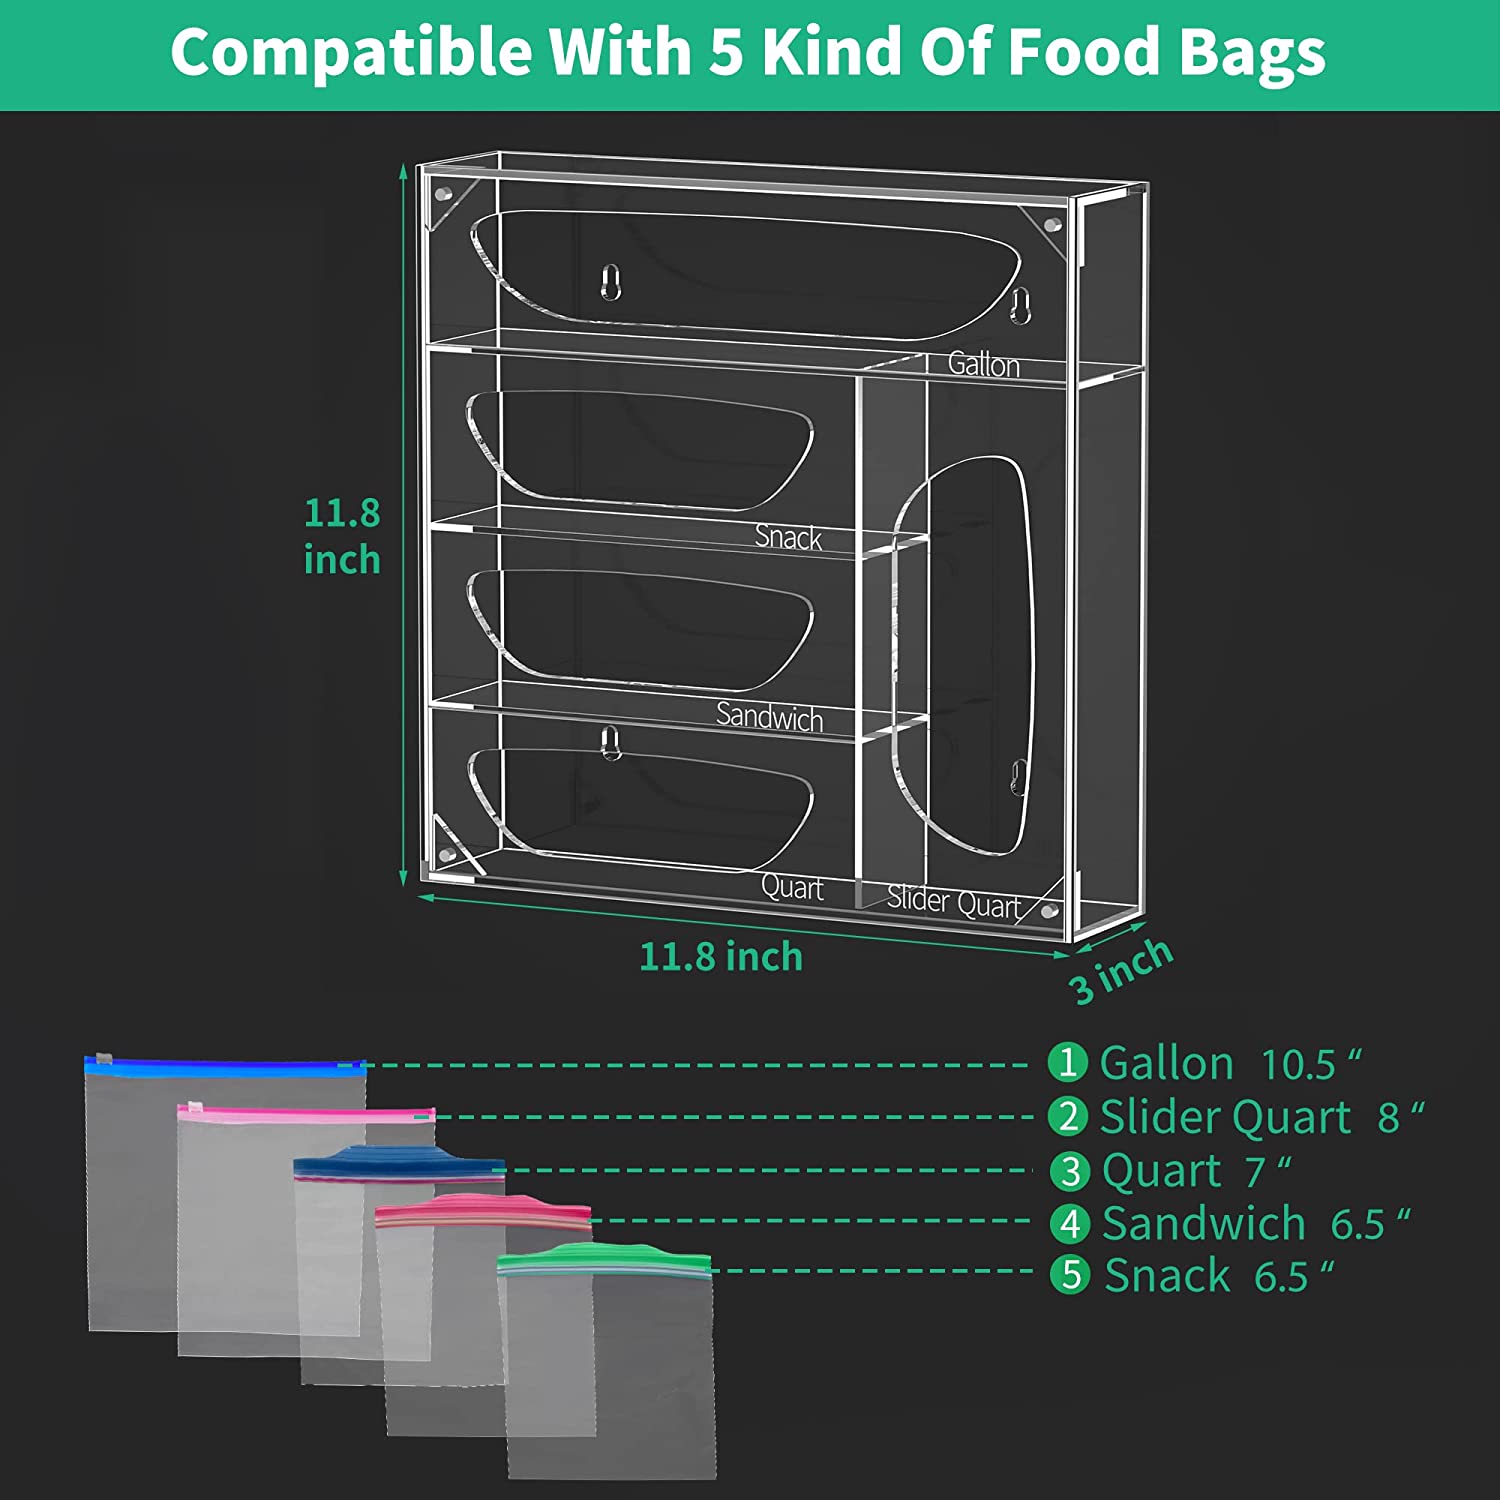 Compatible With 5 Kind Of Food Bags
Gallon
11.8
inch
Snack
Sandwich
Quart
Slider Quart
11.8 inch
3 inch
1 Gallon 10.5 “
2 Slider Quart 8 “
3 Quart 7 “
4 Sandwich 6.5 “
5 Snack 6.5 “